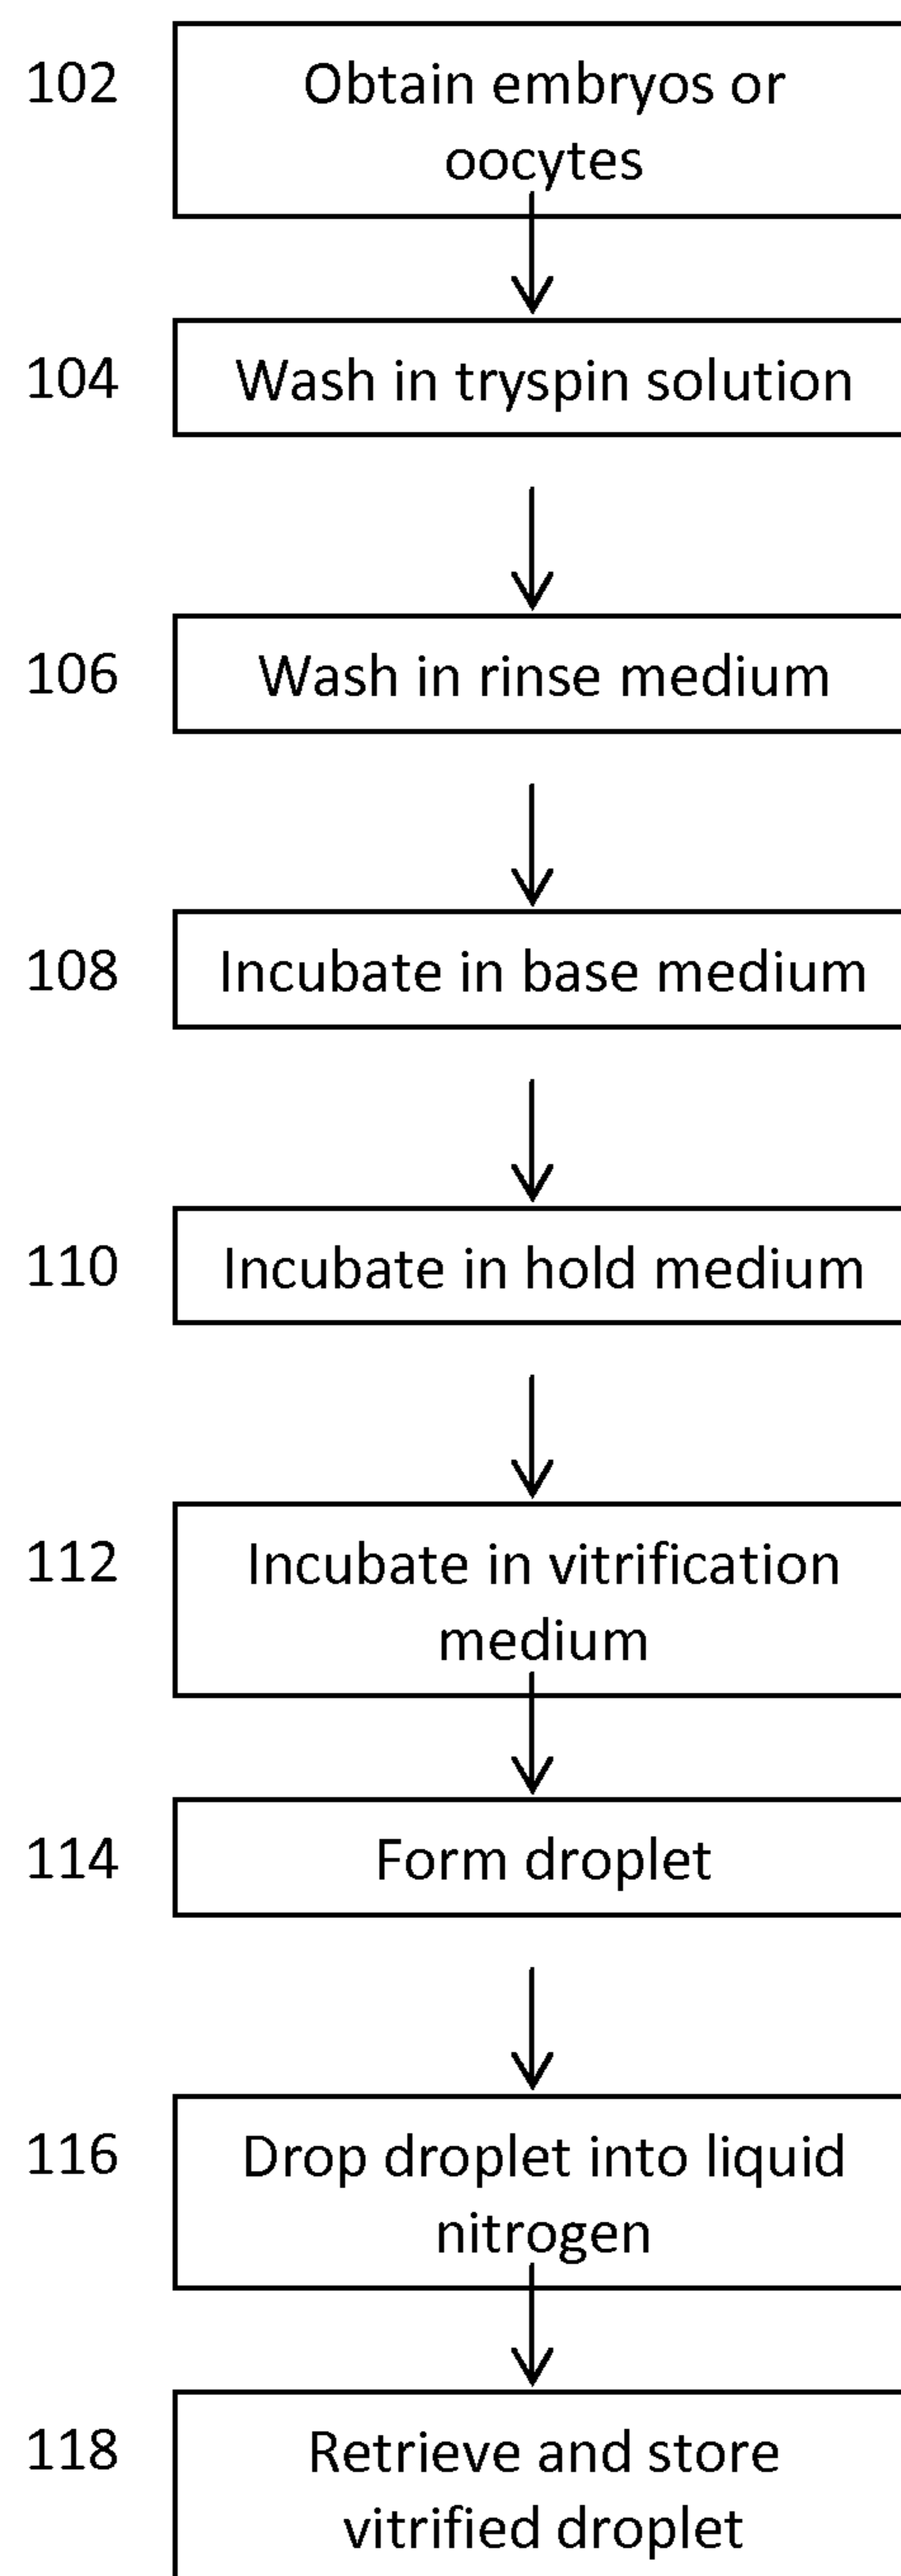 102
Obtain embryos or
oocytes
104
Wash in tryspin solution
106
Wash in rinse medium
108
Incubate in base medium
110
Incubate in hold medium
112
Incubate in vitrification
medium
114
Form droplet
116
Drop droplet into liquid
nitrogen
118
Retrieve and store
vitrified droplet